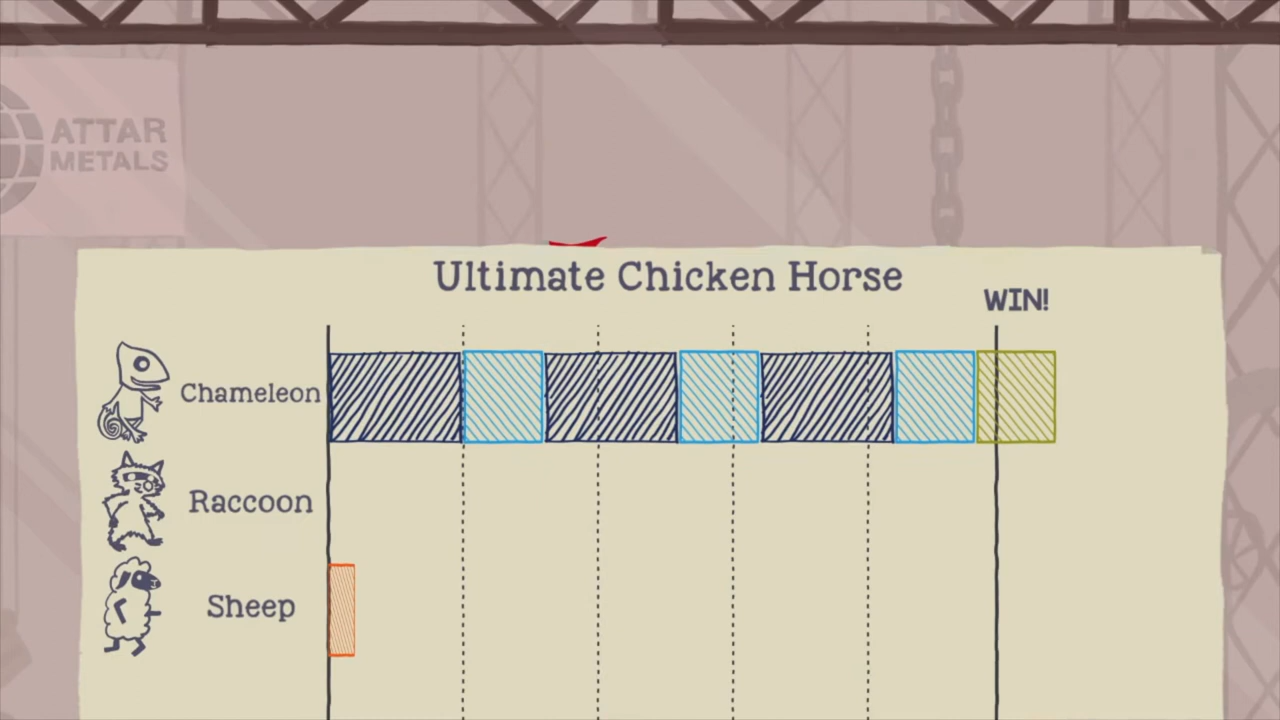 ATTAR
METALS
Ultimate Chicken Horse
WIN!
Chameleon
Raccoon
Sheep